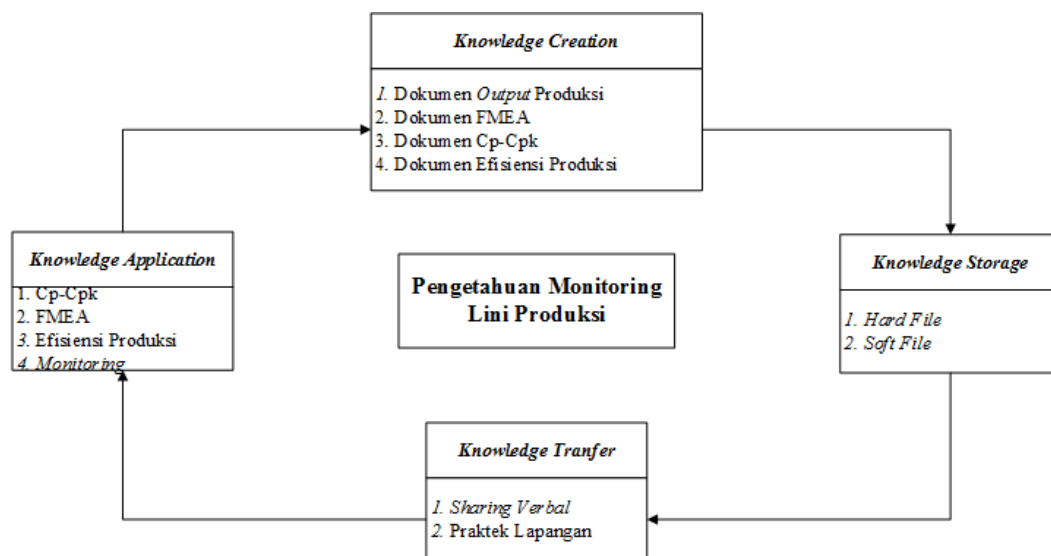 Knowledge Creation
1. Dokumen Output Produksi
2. Dokumen FMEA
3. Dokumen Cp-Cpk
4. Dokumen Efisiensi Produksi
Knowledge Application
1. Cp-Cpk
2. FMEA
3. Efisiensi Produksi
4. Monitoring
Pengetahuan Monitoring
Lini Produksi
Knowledge Storage
1. Hard File
2. Soft File
Knowledge Tranfer
1. Sharing Verbal
2. Praktek Lapangan